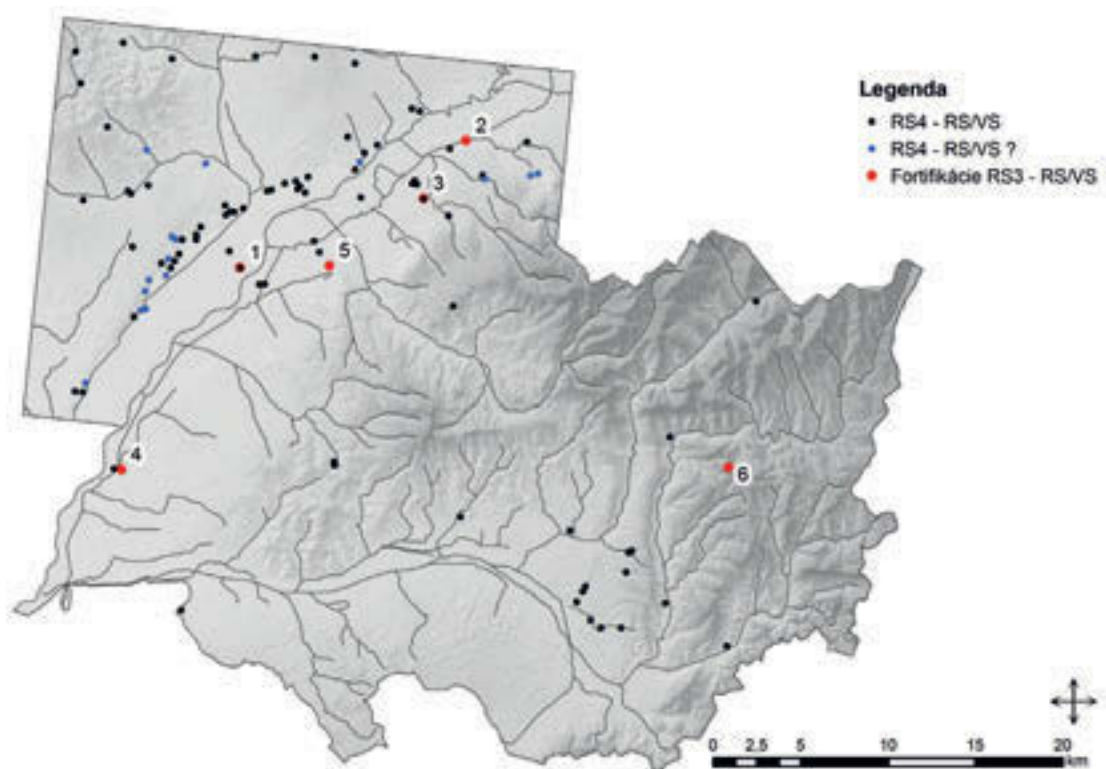 Legenda
RS4 - RS/VS
RS4 - RS/VS ?
Fortifikácie RS3 - RS/VS
2
3
1
5
4
6
0 2.5 5 10 15 20
km